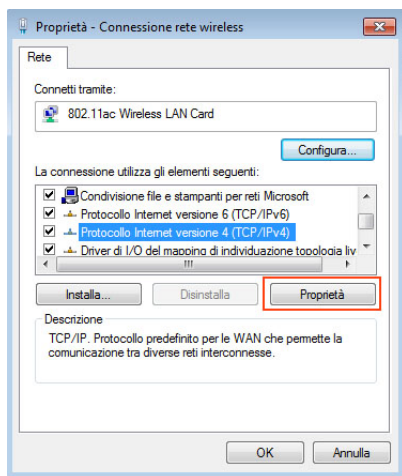 Proprietà - Connessione rete wireless
Rete
Connetti tramite:
802.11ac Wireless LAN Card
Configura...
La connessione utilizza gli elementi seguenti:
Condivisione file e stampanti per reti Microsoft
Protocollo Internet versione 6 (TCP/IPv6)
Protocollo Internet versione 4 (TCP/IPv4)
Driver di I/O del mapping di individuazione topologia liv
Installa...
Disinstalla
Proprietà
Descrizione
TCP/IP. Protocollo predefinito per le WAN che permette la
comunicazione tra diverse reti interconnesse.
OK
Annulla